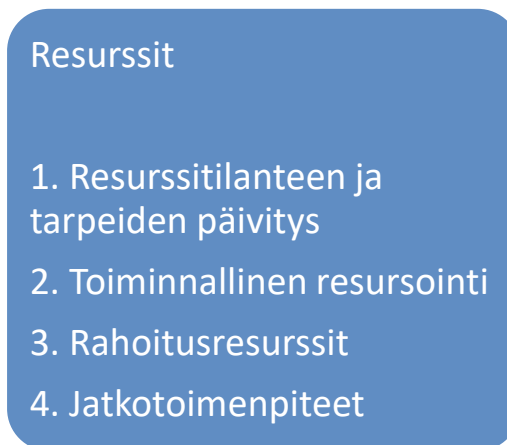 Resurssit
1. Resurssitilanteen ja
tarpeiden päivitys
2. Toiminnallinen resursointi
3. Rahoitusresurssit
4. Jatkotoimenpiteet